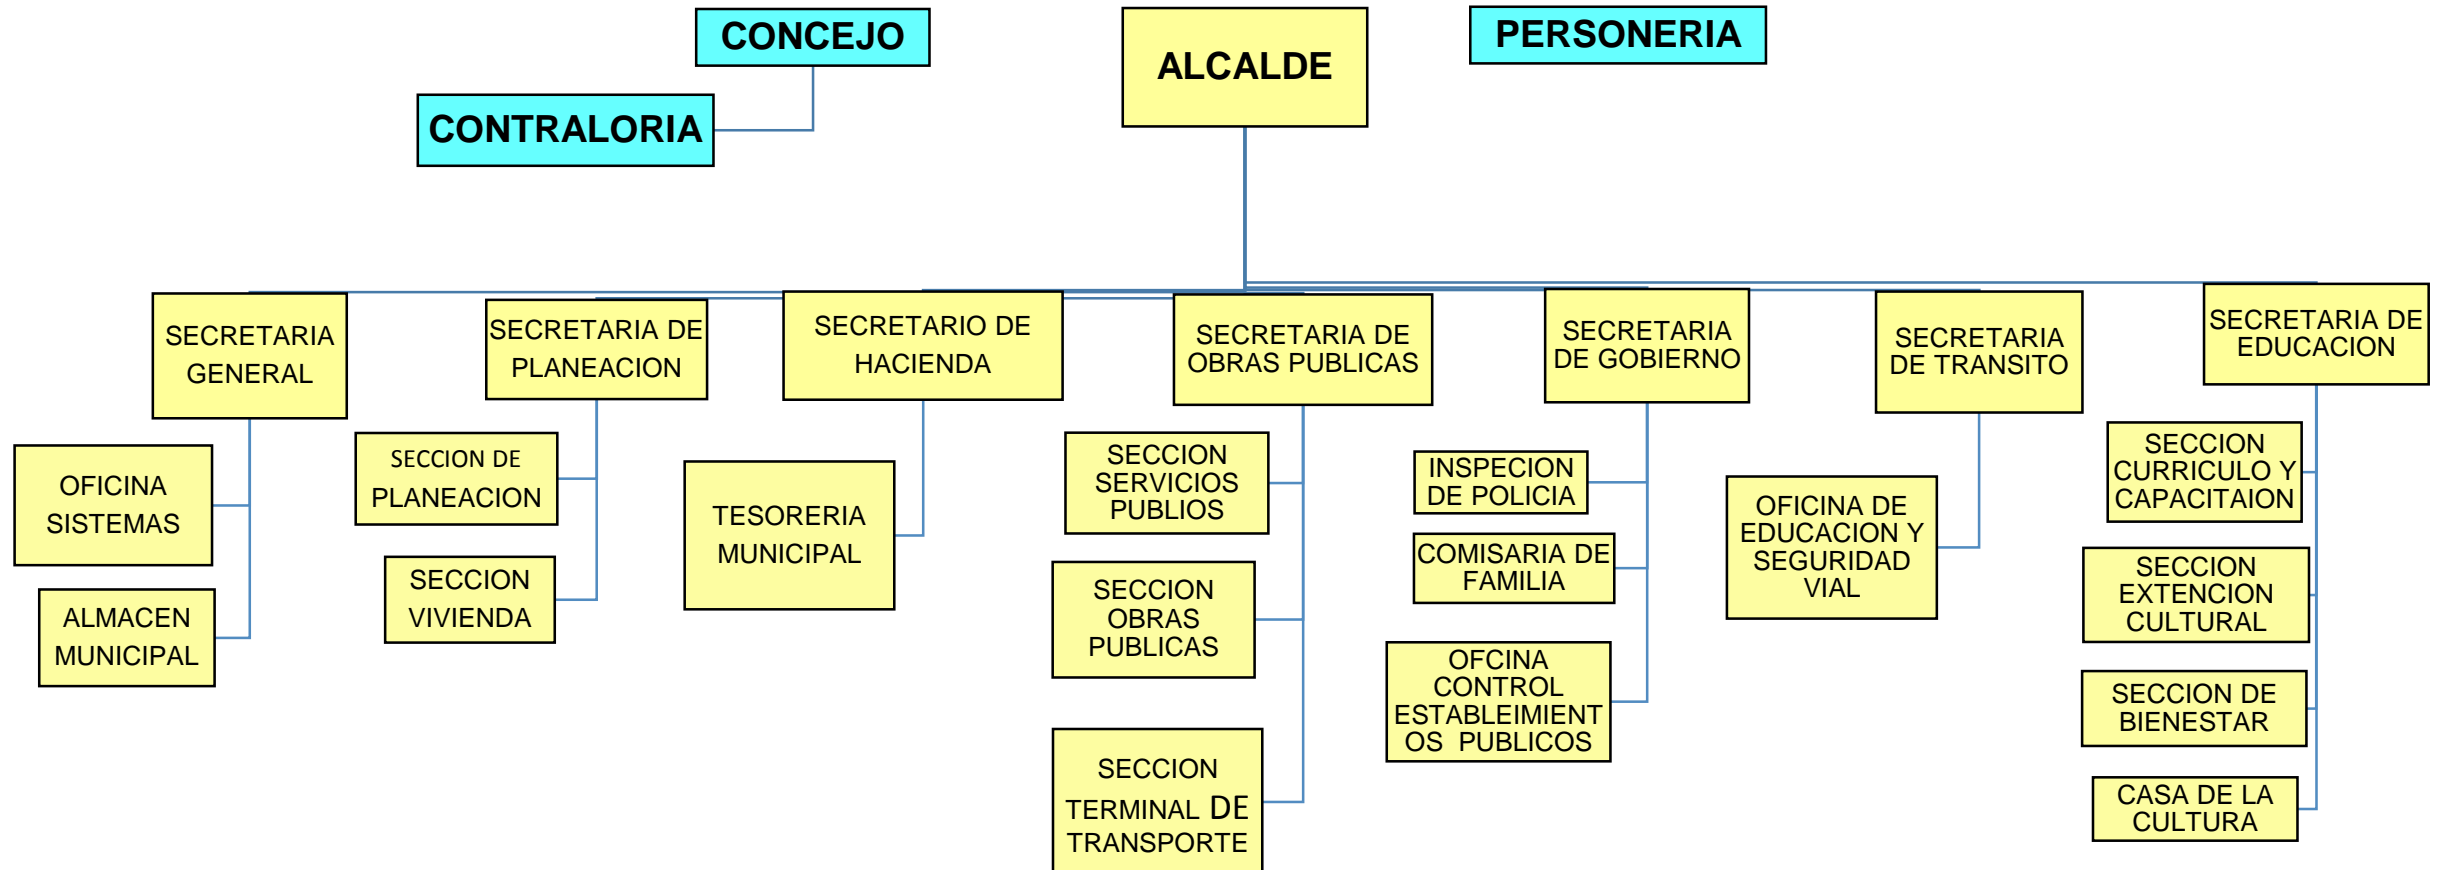 CONCEJO
ALCALDE
PERSONERIA
CONTRALORIA
SECRETARIA
GENERAL
SECRETARIA DE
PLANEACION
SECRETARIO DE
HACIENDA
SECRETARIA DE
OBRAS PUBLICAS
SECRETARIA
DE GOBIERNO
SECRETARIA
DE TRANSITO
SECRETARIA DE
EDUCACION
OFICINA
SISTEMAS
ALMACEN
MUNICIPAL
SECCION DE
PLANEACION
SECCION
VIVIENDA
TESORERIA
MUNICIPAL
SECCION
SERVICIOS
PUBLIOS
SECCION
OBRAS
PUBLICAS
SECCION
TERMINAL DE
TRANSPORTE
INSPECION
DE POLICIA
COMISARIA DE
FAMILIA
OFCINA
CONTROL
ESTABLEIMIENT
OS PUBLICOS
OFICINA DE
EDUCACION Y
SEGURIDAD
VIAL
SECCION
CURRICULO Y
CAPACITAION
SECCION
EXTENCION
CULTURAL
SECCION DE
BIENESTAR
CASA DE LA
CULTURA